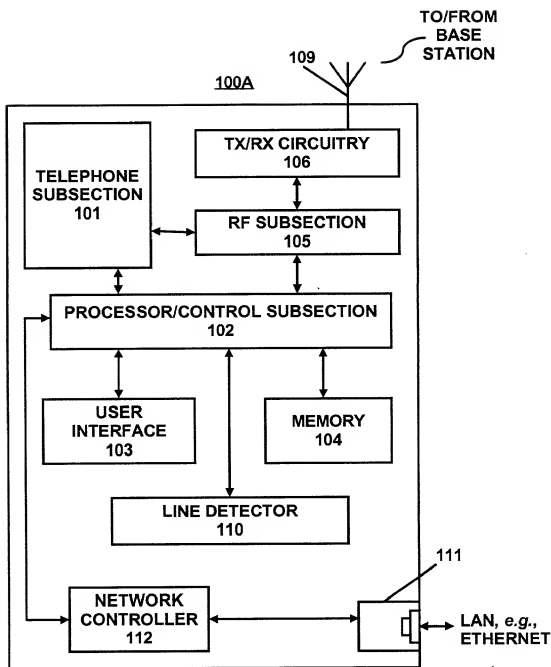 TO/FROM
BASE
STATION
109
100A
TX/RX CIRCUITRY
106
TELEPHONE
SUBSECTION
101
RF SUBSECTION
105
PROCESSOR/CONTROL SUBSECTION
102
USER
INTERFACE
103
MEMORY
104
LINE DETECTOR
110
111
NETWORK
CONTROLLER
112
LAN, e.g.,
ETHERNET